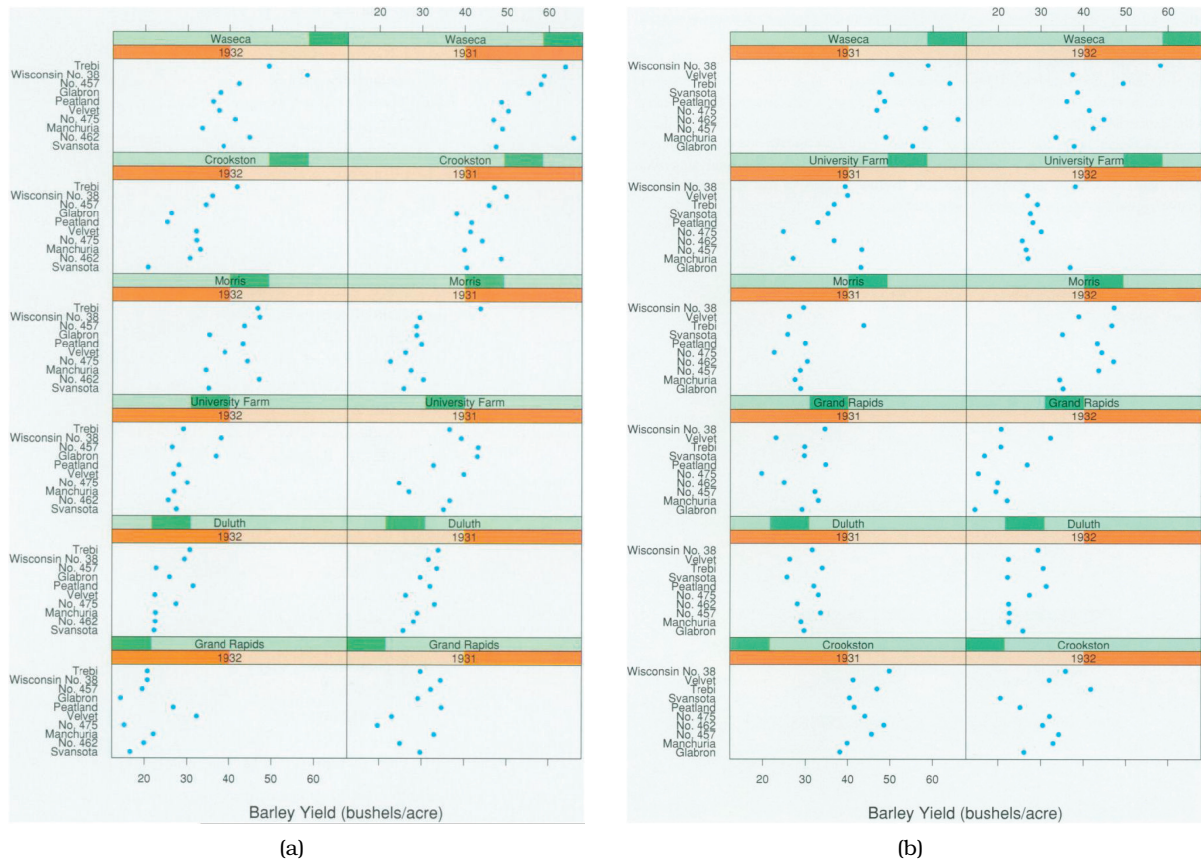 20 30 40 50 60
Waseca Waseca
1932 1931
Trebi
Wisconsin No. 38
No. 457
Glabron
Peatland
Velvet
No. 475
Manchuria
No. 462
Svansota
Crookston Crookston
1932 1931
Trebi
Wisconsin No. 38
No. 457
Glabron
Peatland
Velvet
No. 475
Manchuria
No. 462
Svansota
Morris Morris
1932 1931
Trebi
Wisconsin No. 38
No. 457
Glabron
Peatland
Velvet
No. 475
Manchuria
No. 462
Svansota
University Farm University Farm
1932 1931
Trebi
Wisconsin No. 38
No. 457
Glabron
Peatland
Velvet
No. 475
Manchuria
No. 462
Svansota
Duluth Duluth
1932 1931
Trebi
Wisconsin No. 38
No. 457
Glabron
Peatland
Velvet
No. 475
Manchuria
No. 462
Svansota
Grand Rapids Grand Rapids
1932 1931
Trebi
Wisconsin No. 38
No. 457
Glabron
Peatland
Velvet
No. 475
Manchuria
No. 462
Svansota
20 30 40 50 60
Barley Yield (bushels/acre)
(a)
20 30 40 50 60
Waseca Waseca
1931 1932
Wisconsin No. 38
Velvet
Trebi
Svansota
Peatland
No. 475
No. 462
No. 457
Manchuria
Glabron
University Farm University Farm
1931 1932
Wisconsin No. 38
Velvet
Trebi
Svansota
Peatland
No. 475
No. 462
No. 457
Manchuria
Glabron
Morris Morris
1931 1932
Wisconsin No. 38
Velvet
Trebi
Svansota
Peatland
No. 475
No. 462
No. 457
Manchuria
Glabron
Grand Rapids Grand Rapids
1931 1932
Wisconsin No. 38
Velvet
Trebi
Svansota
Peatland
No. 475
No. 462
No. 457
Manchuria
Glabron
Duluth Duluth
1931 1932
Wisconsin No. 38
Velvet
Trebi
Svansota
Peatland
No. 475
No. 462
No. 457
Manchuria
Glabron
Crookston Crookston
1931 1932
Wisconsin No. 38
Velvet
Trebi
Svansota
Peatland
No. 475
No. 462
No. 457
Manchuria
Glabron
20 30 40 50 60
Barley Yield (bushels/acre)
(b)